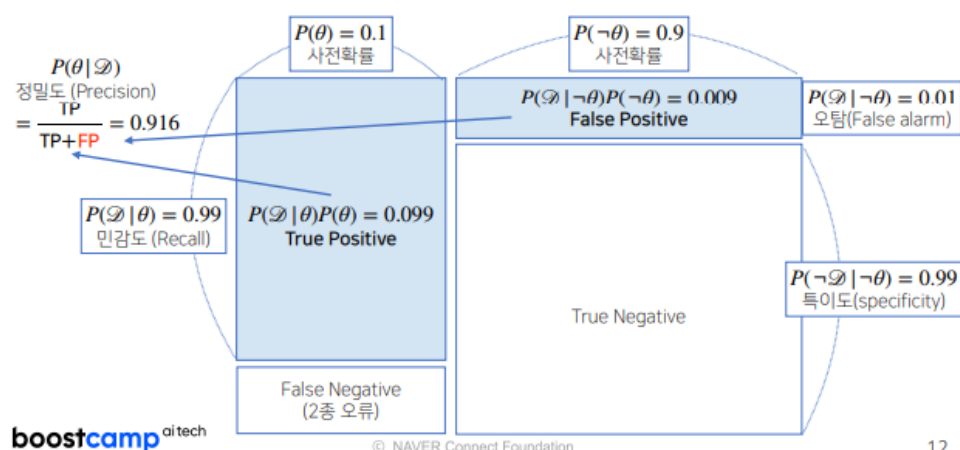 P(θ) = 0.1
사전확률
P(¬θ) = 0.9
사전확률
P(θ|𝒟)
정밀도 (Precision)
= TP / TP+FP = 0.916
P(𝒟|¬θ)P(¬θ) = 0.009
False Positive
P(𝒟|¬θ) = 0.01
오탐(False alarm)
P(𝒟|θ) = 0.99
민감도 (Recall)
P(𝒟|θ)P(θ) = 0.099
True Positive
P(¬𝒟|¬θ) = 0.99
특이도(specificity)
True Negative
False Negative
(2종 오류)
boostcamp ai tech
© NAVER Connect Foundation
12